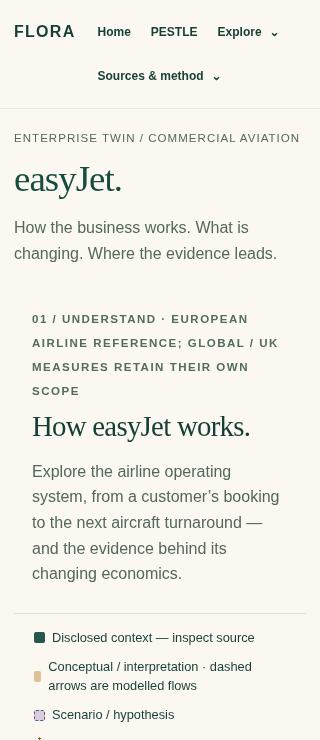 FLORA
Home PESTLE Explore ⌄
Sources & method ⌄
ENTERPRISE TWIN / COMMERCIAL AVIATION
easyJet.
How the business works. What is
changing. Where the evidence leads.
01 / UNDERSTAND · EUROPEAN
AIRLINE REFERENCE; GLOBAL / UK
MEASURES RETAIN THEIR OWN
SCOPE
How easyJet works.
Explore the airline operating
system, from a customer’s booking
to the next aircraft turnaround —
and the evidence behind its
changing economics.
Disclosed context — inspect source
Conceptual / interpretation · dashed
arrows are modelled flows
Scenario / hypothesis